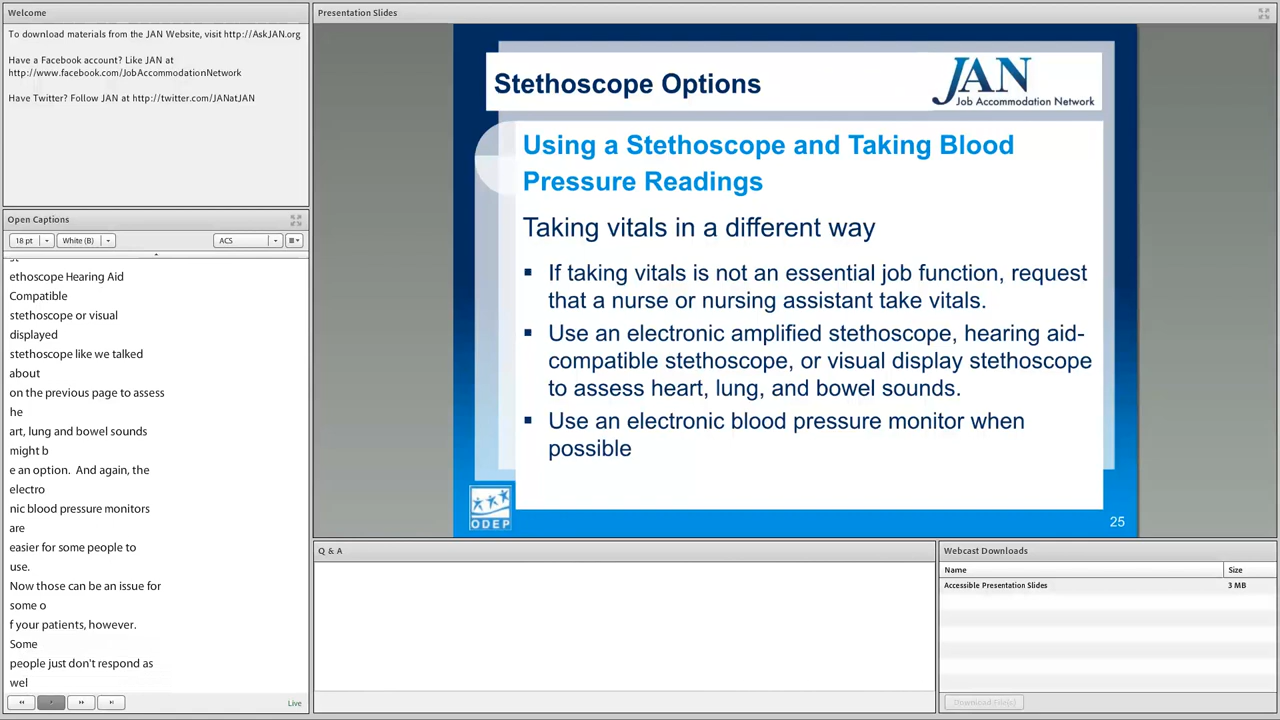 Welcome
To download materials from the JAN Website, visit http://AskJAN.org
Have a Facebook account? Like JAN at
http://www.facebook.com/JobAccommodationNetwork
Have Twitter? Follow JAN at http://twitter.com/JANatJAN
Open Captions
18 pt
White (B)
ACS
ethoscope Hearing Aid
Compatible
stethoscope or visual
displayed
stethoscope like we talked
about
on the previous page to assess
he
art, lung and bowel sounds
might b
e an option. And again, the
electro
nic blood pressure monitors
are
easier for some people to
use.
Now those can be an issue for
some o
f your patients, however.
Some
people just don't respond as
wel
Live
Presentation Slides
Stethoscope Options
JAN
Job Accommodation Network
Using a Stethoscope and Taking Blood
Pressure Readings
Taking vitals in a different way
▪ If taking vitals is not an essential job function, request
that a nurse or nursing assistant take vitals.
▪ Use an electronic amplified stethoscope, hearing aid-
compatible stethoscope, or visual display stethoscope
to assess heart, lung, and bowel sounds.
▪ Use an electronic blood pressure monitor when
possible
ODEP
25
Q & A
Webcast Downloads
Name Size
Accessible Presentation Slides 3 MB
Download File(s)